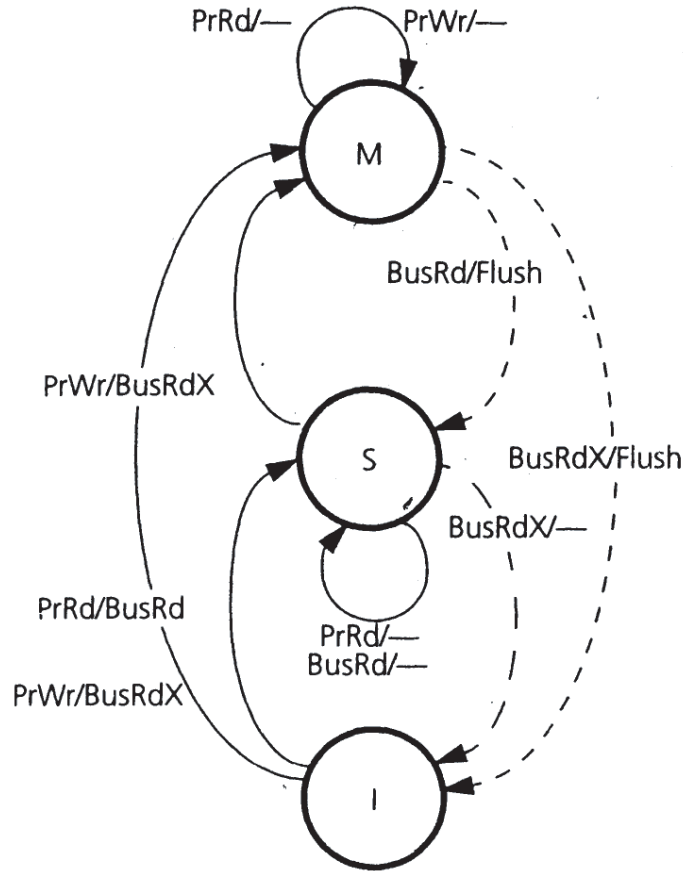 PrRd/— PrWr/—
M
BusRd/Flush
PrWr/BusRdX
S
BusRdX/Flush
BusRdX/—
PrRd/BusRd
PrRd/—
BusRd/—
PrWr/BusRdX
I